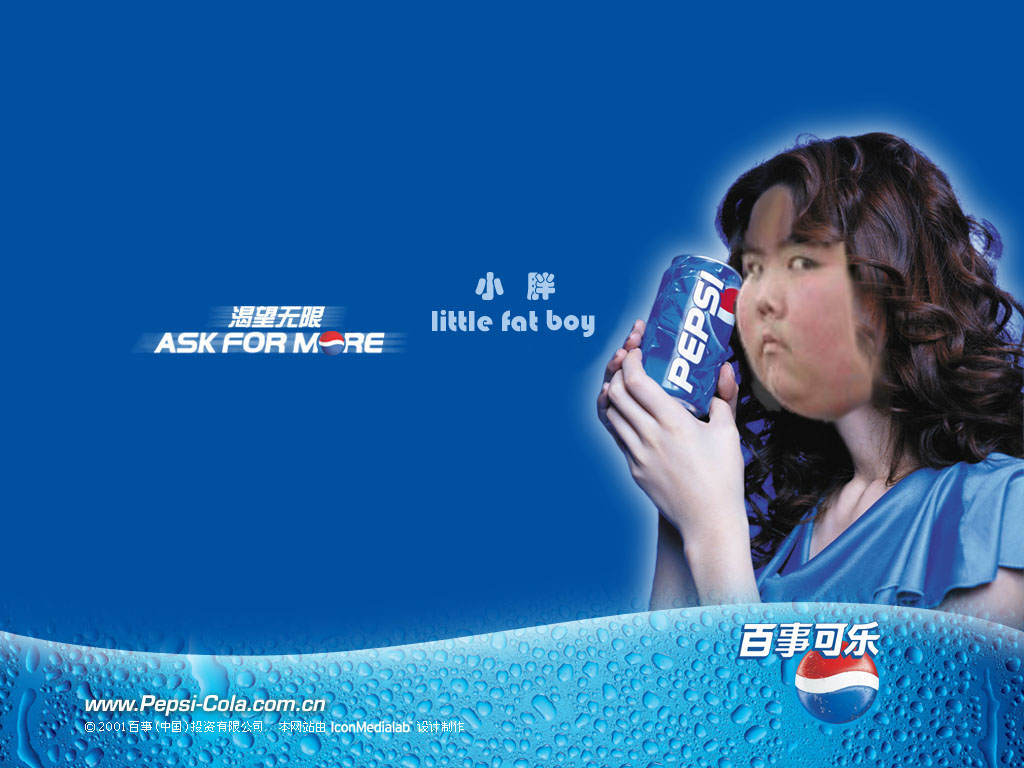 小 胖
little fat boy
渴望无限
ASK FOR MORE
PEPSI
百事可乐
www.Pepsi-Cola.com.cn
©2001百事(中国)投资有限公司. 本网站由 IconMedialab 设计制作